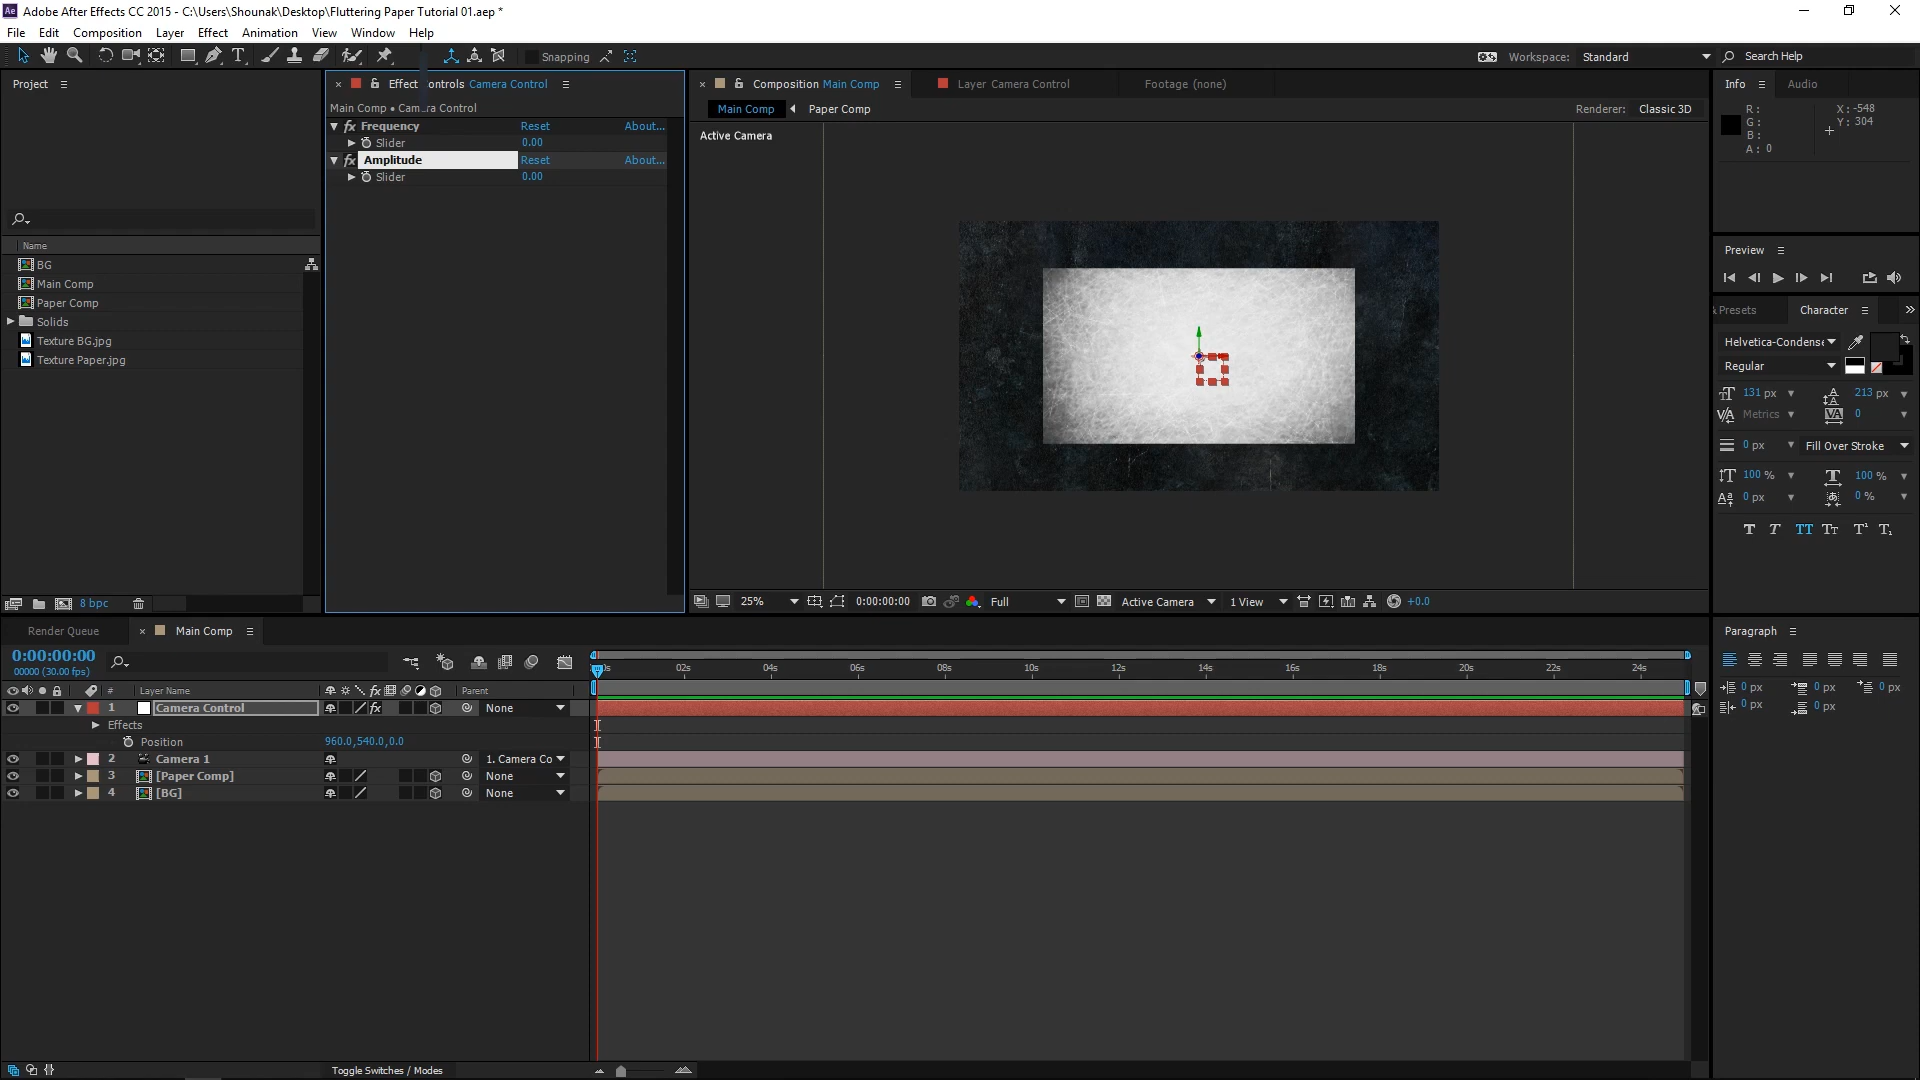 Adobe After Effects CC 2015 - C:\Users\Shounak\Desktop\Fluttering Paper Tutorial 01.aep *
File Edit Composition Layer Effect Animation View Window Help
Snapping
Workspace: Standard
Search Help
Project
Name
BG
Main Comp
Paper Comp
Solids
Texture BG.jpg
Texture Paper.jpg
8 bpc
Effect Controls Camera Control
Main Comp • Camera Control
Frequency Reset About...
Slider 0.00
Amplitude Reset About...
Slider 0.00
Composition Main Comp
Layer Camera Control
Footage (none)
Main Comp Paper Comp
Renderer: Classic 3D
Active Camera
25%
0:00:00:00
Full
Active Camera
1 View
+0.0
Info Audio
R: X: -548
G: Y: 304
B:
A: 0
Preview
& Presets Character
Helvetica-Condense
Regular
131 px 213 px
Metrics 0
0 px Fill Over Stroke
100 % 100 %
0 px 0 %
Paragraph
0 px 0 px 0 px
0 px 0 px
Render Queue Main Comp
0:00:00:00
00000 (30.00 fps)
# Layer Name Parent
1 Camera Control None
Effects
Position 960.0,540.0,0.0
2 Camera 1 1. Camera Co
3 [Paper Comp] None
4 [BG] None
02s 04s 06s 08s 10s 12s 14s 16s 18s 20s 22s 24s
Toggle Switches / Modes